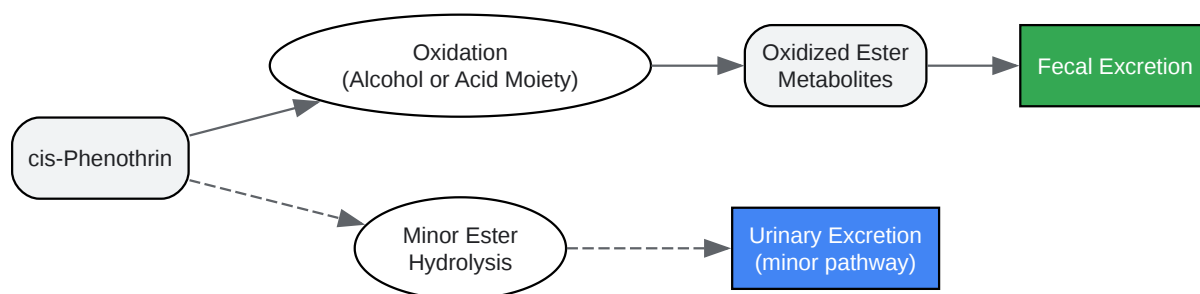 cis-Phenothrin
Oxidation
(Alcohol or Acid Moiety)
Oxidized Ester
Metabolites
Fecal Excretion
Minor Ester
Hydrolysis
Urinary Excretion
(minor pathway)